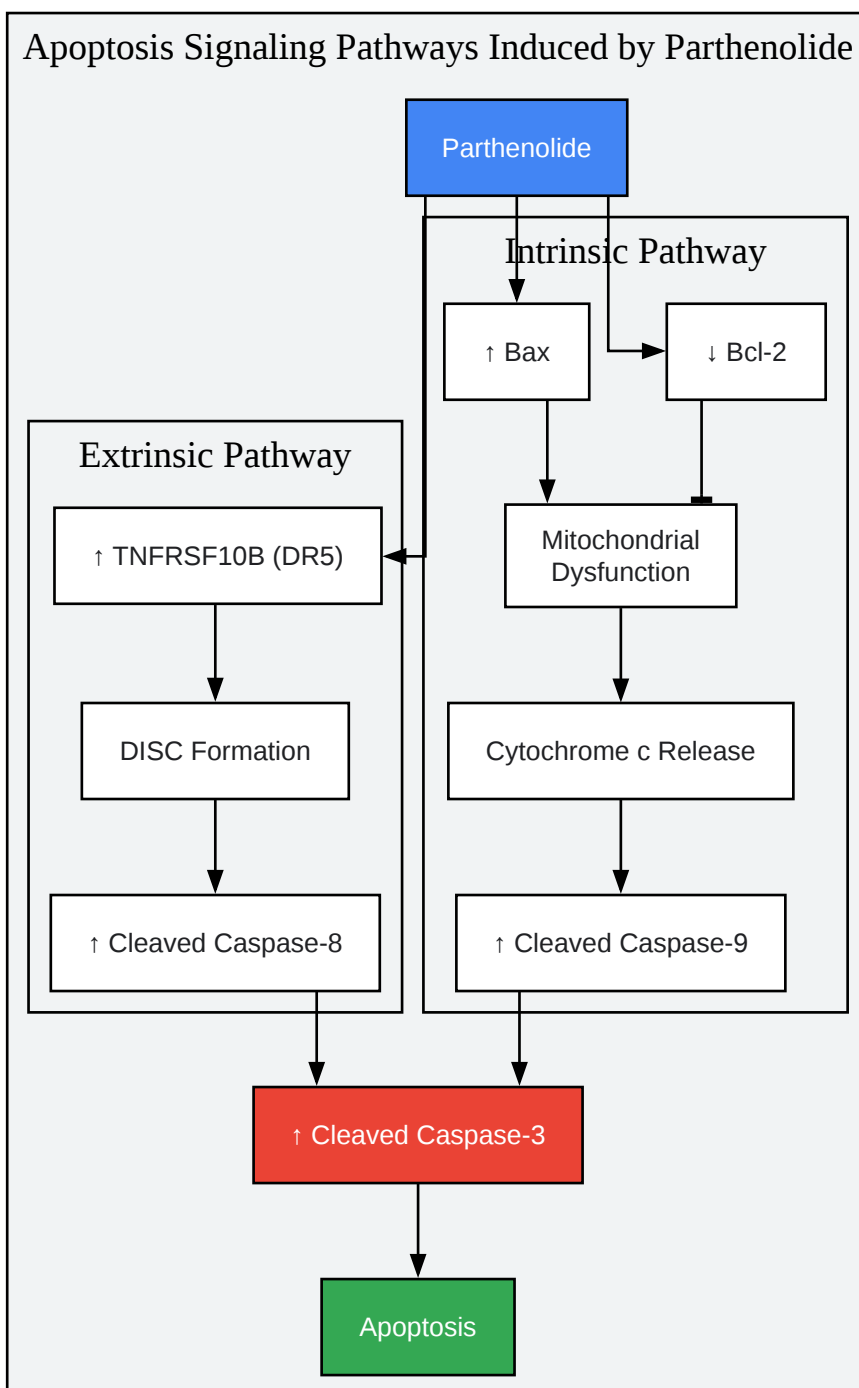 Apoptosis Signaling Pathways Induced by Parthenolide
Parthenolide
Intrinsic Pathway
↑ Bax
↓ Bcl-2
Extrinsic Pathway
↑ TNFRSF10B (DR5)
Mitochondrial
Dysfunction
DISC Formation
Cytochrome c Release
↑ Cleaved Caspase-8
↑ Cleaved Caspase-9
↑ Cleaved Caspase-3
Apoptosis